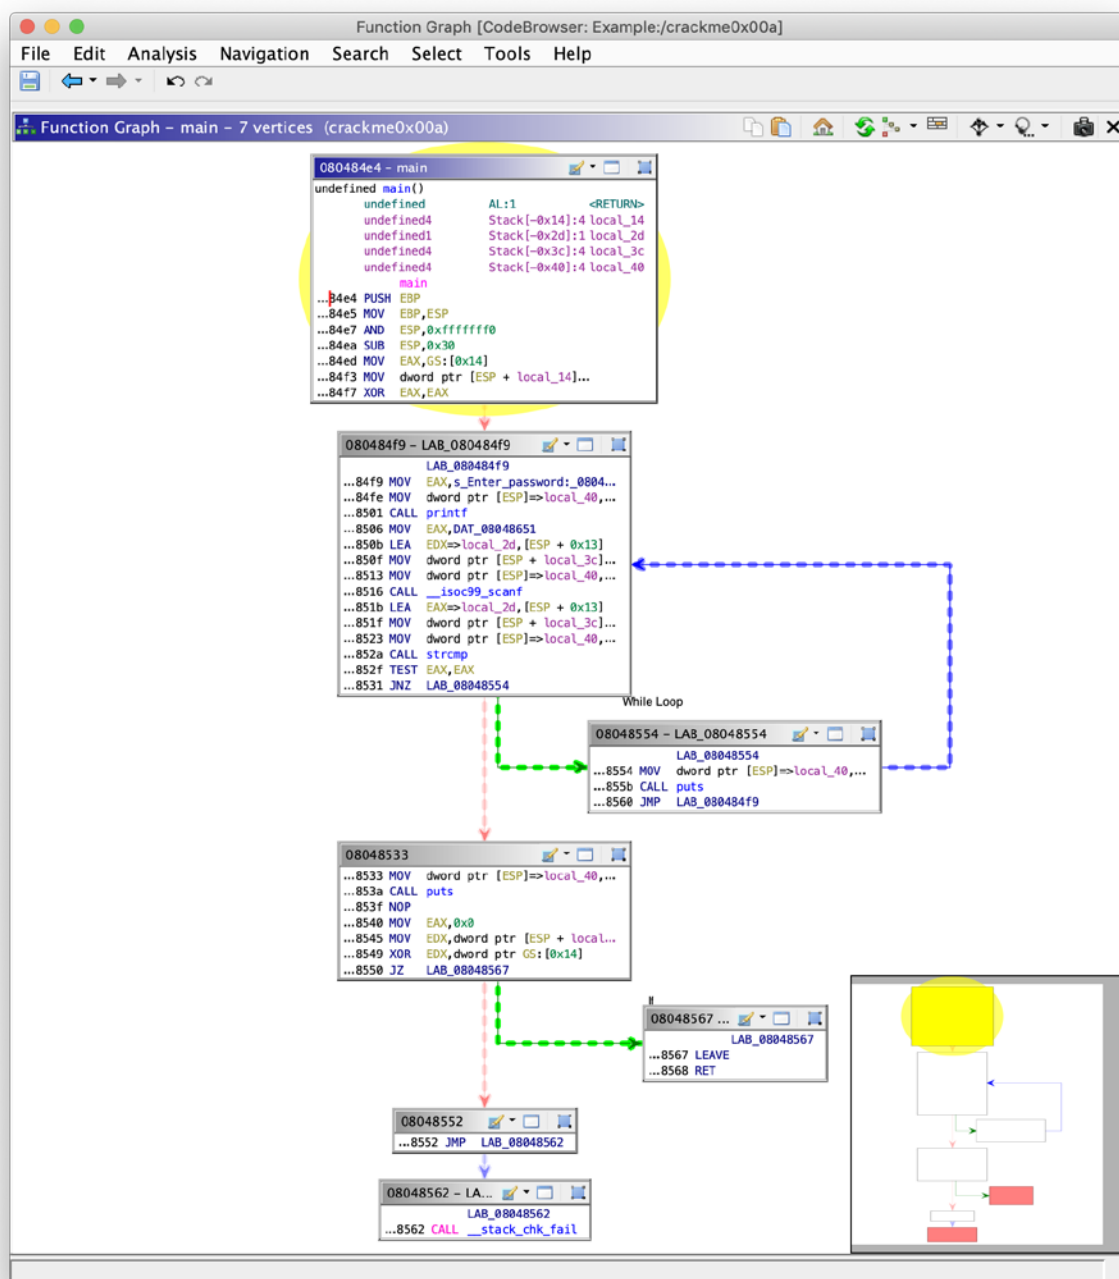 Function Graph [CodeBrowser: Example:/crackme0x00a]
File Edit Analysis Navigation Search Select Tools Help
Function Graph – main – 7 vertices (crackme0x00a)
080484e4 – main
undefined main()
undefined AL:1 <RETURN>
undefined4 Stack[-0x14]:4 local_14
undefined1 Stack[-0x2d]:1 local_2d
undefined4 Stack[-0x3c]:4 local_3c
undefined4 Stack[-0x40]:4 local_40
main
...84e4 PUSH EBP
...84e5 MOV EBP,ESP
...84e7 AND ESP,0xfffffff0
...84ea SUB ESP,0x30
...84ed MOV EAX,GS:[0x14]
...84f3 MOV dword ptr [ESP + local_14]...
...84f7 XOR EAX,EAX
080484f9 – LAB_080484f9
LAB_080484f9
...84f9 MOV EAX,s_Enter_password:_0804...
...84fe MOV dword ptr [ESP]=>local_40,...
...8501 CALL printf
...8506 MOV EAX,DAT_08048651
...850b LEA EDX=>local_2d,[ESP + 0x13]
...850f MOV dword ptr [ESP + local_3c]...
...8513 MOV dword ptr [ESP]=>local_40,...
...8516 CALL __isoc99_scanf
...851b LEA EAX=>local_2d,[ESP + 0x13]
...851f MOV dword ptr [ESP + local_3c]...
...8523 MOV dword ptr [ESP]=>local_40,...
...852a CALL strcmp
...852f TEST EAX,EAX
...8531 JNZ LAB_08048554
While Loop
08048554 – LAB_08048554
LAB_08048554
...8554 MOV dword ptr [ESP]=>local_40,...
...855b CALL puts
...8560 JMP LAB_080484f9
08048533
...8533 MOV dword ptr [ESP]=>local_40,...
...853a CALL puts
...853f NOP
...8540 MOV EAX,0x0
...8545 MOV EDX,dword ptr [ESP + local...
...8549 XOR EDX,dword ptr GS:[0x14]
...8550 JZ LAB_08048567
If
08048567 ...
LAB_08048567
...8567 LEAVE
...8568 RET
08048552
...8552 JMP LAB_08048562
08048562 – LA...
LAB_08048562
...8562 CALL __stack_chk_fail